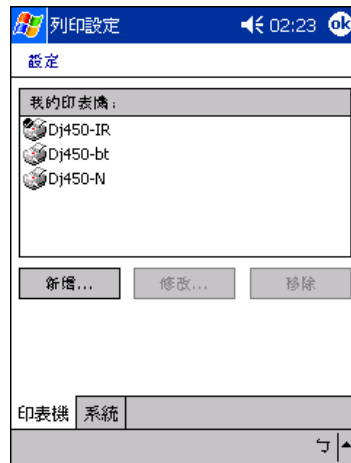 列印設定 02:23 ok
設定
我的印表機:
Dj450-IR
Dj450-bt
Dj450-N
新增... 修改... 移除
印表機 系統
ㄅ